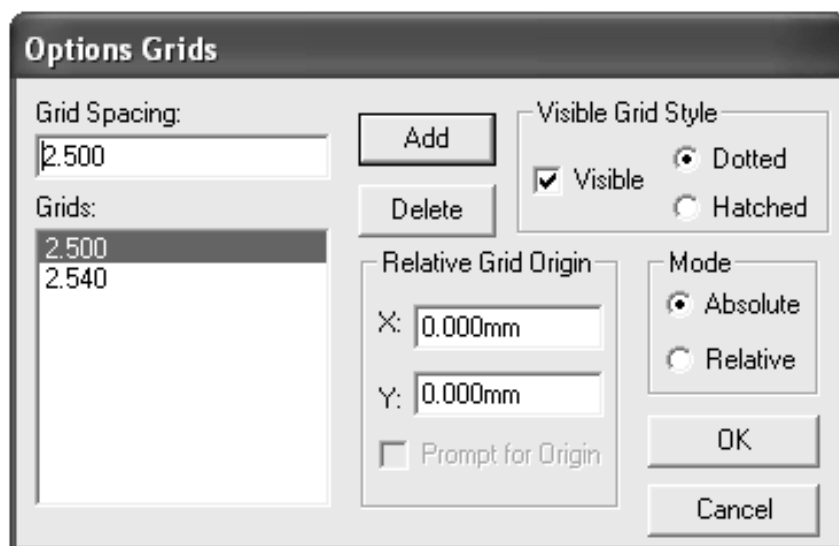 Options Grids
Grid Spacing:
2.500
Add
Delete
Grids:
2.500
2.540
Visible Grid Style
Visible
Dotted
Hatched
Relative Grid Origin
X: 0.000mm
Y: 0.000mm
Prompt for Origin
Mode
Absolute
Relative
OK
Cancel